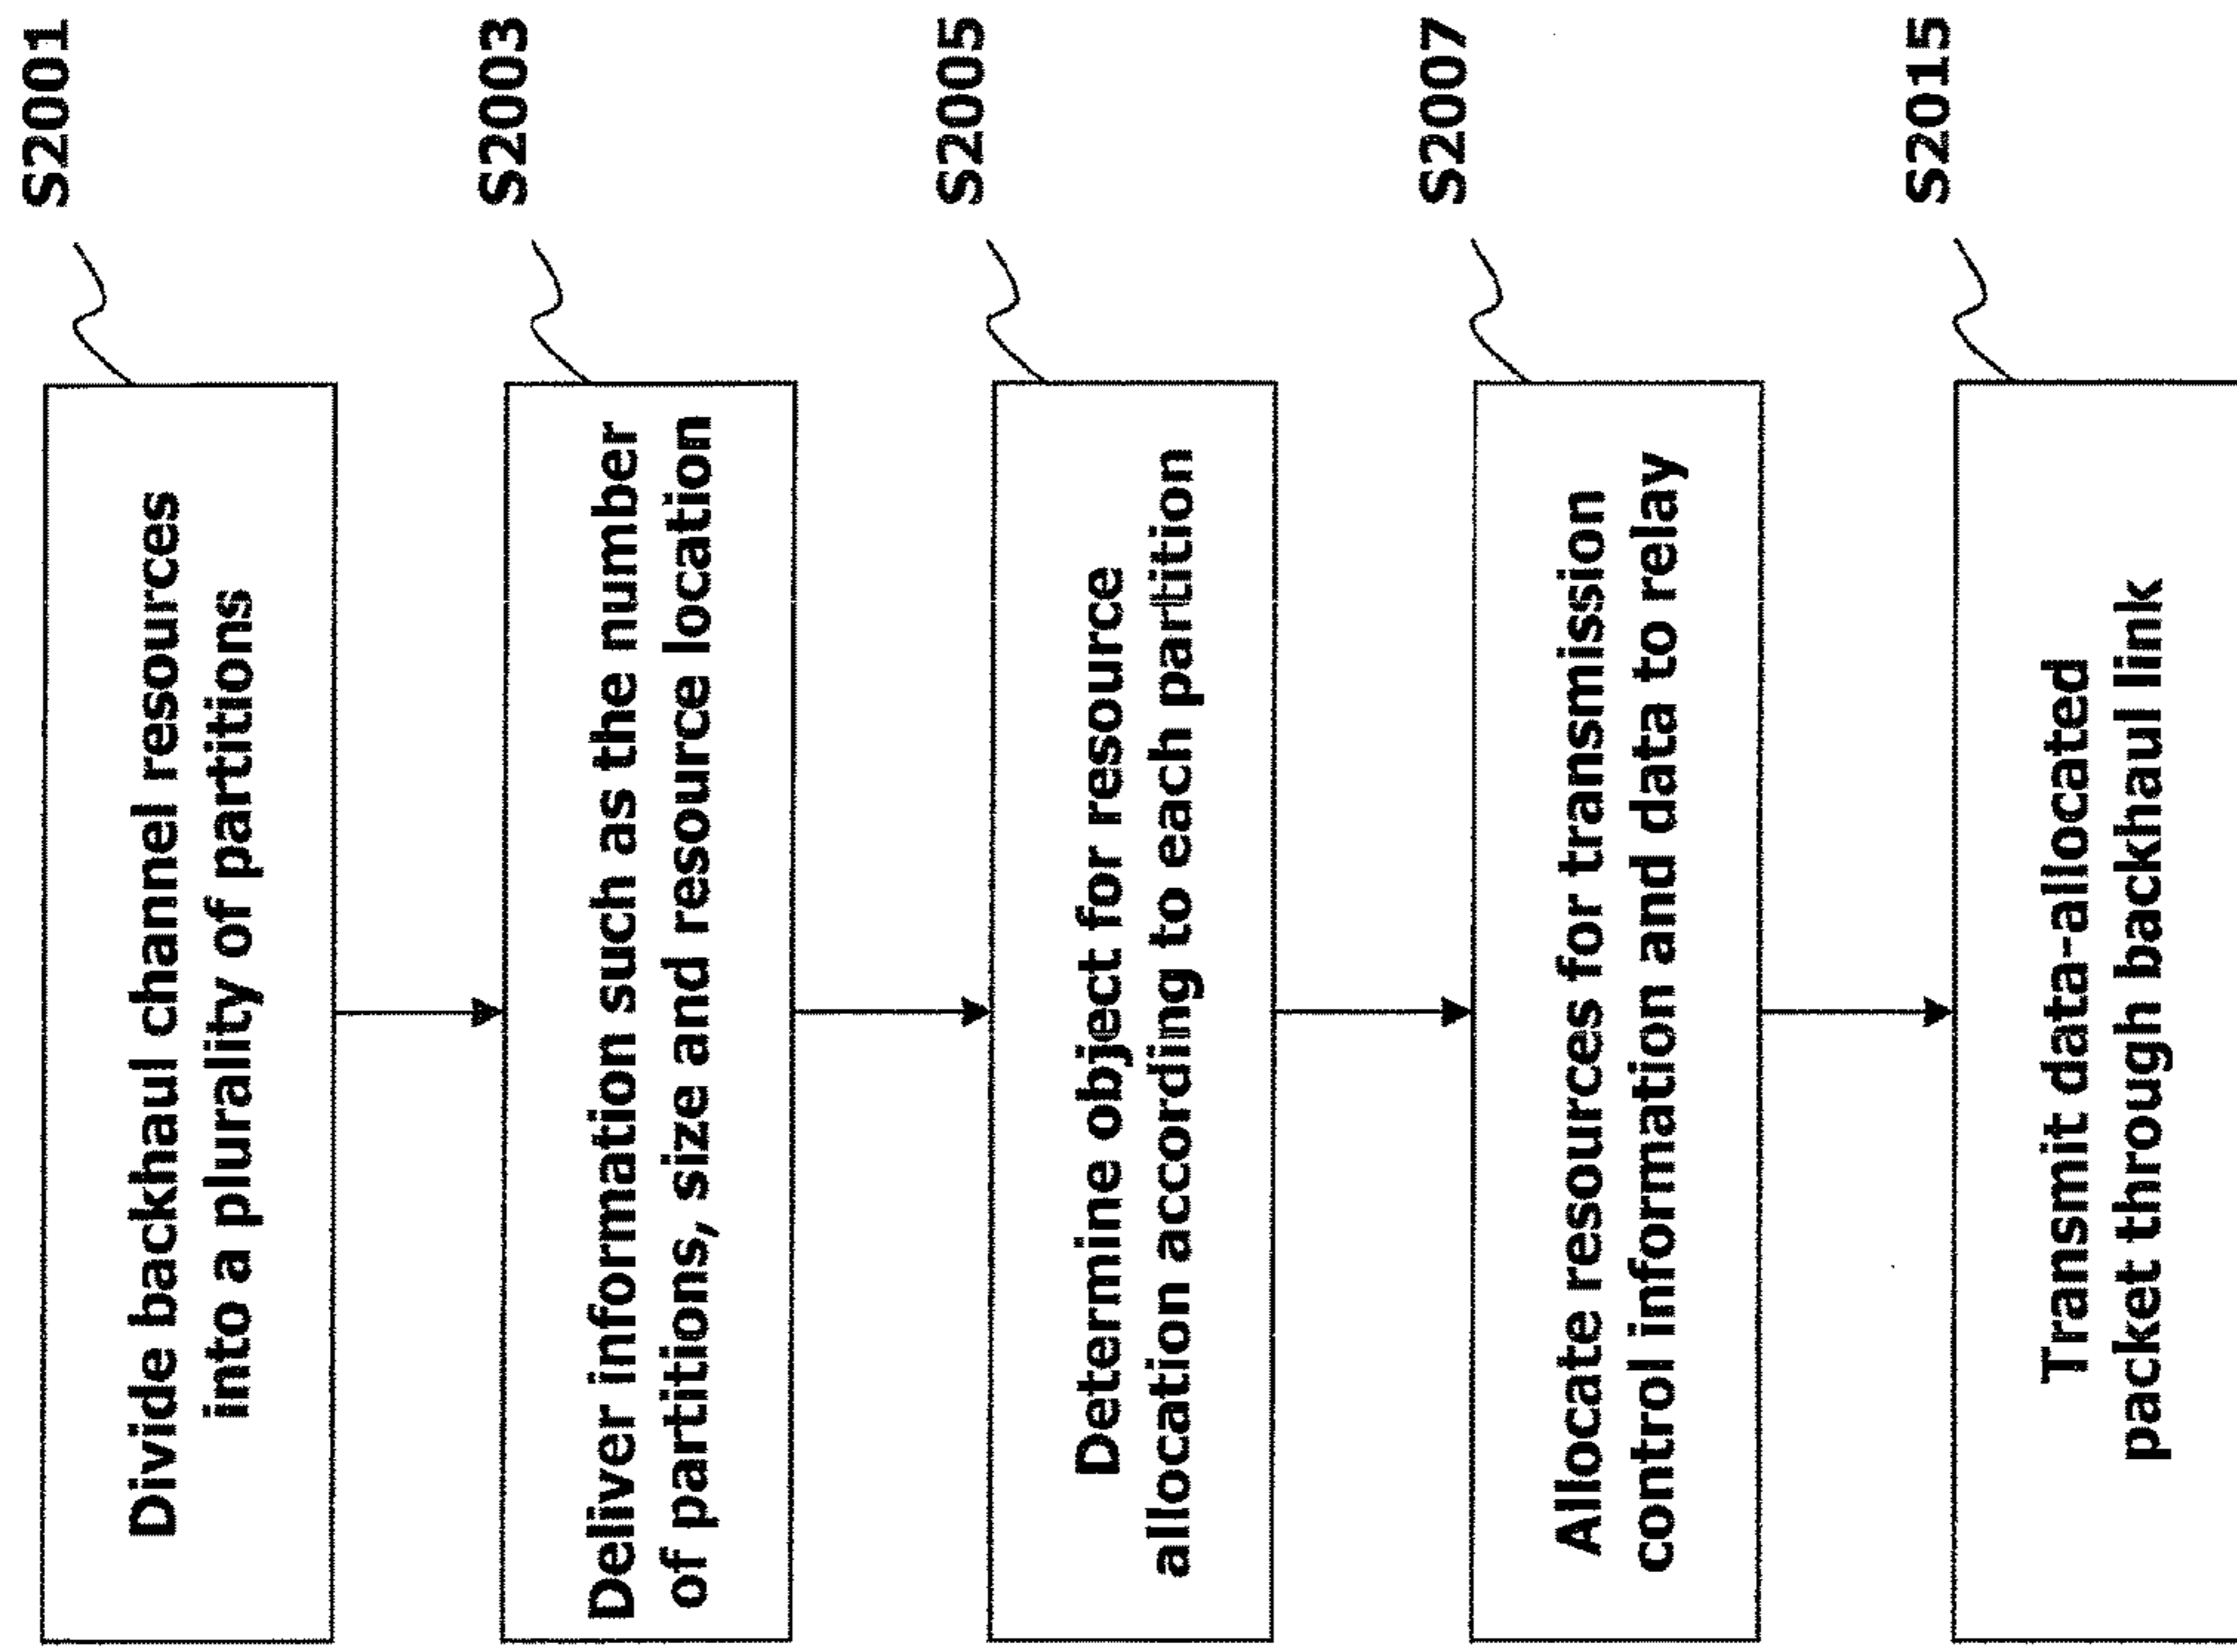 S2001
Divide backhaul channel resources
into a plurality of partitions
S2003
Deliver information such as the number
of partitions, size and resource location
S2005
Determine object for resource
allocation according to each partition
S2007
Allocate resources for transmission
control information and data to relay
S2015
Transmit data-allocated
packet through backhaul link